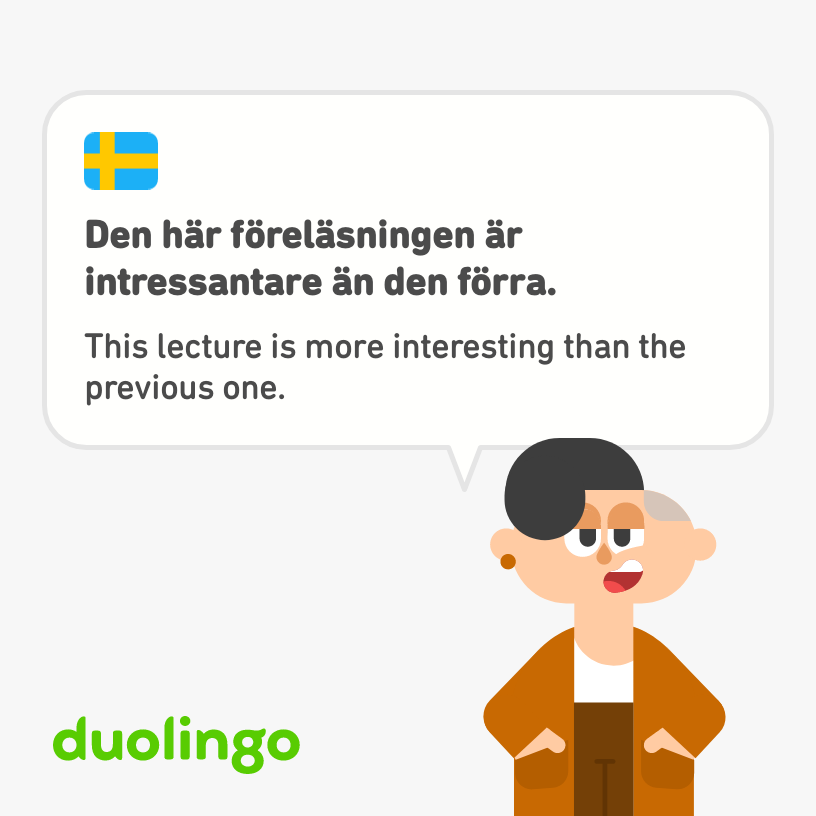 Den här föreläsningen är
intressantare än den förra.
This lecture is more interesting than the
previous one.
duolingo